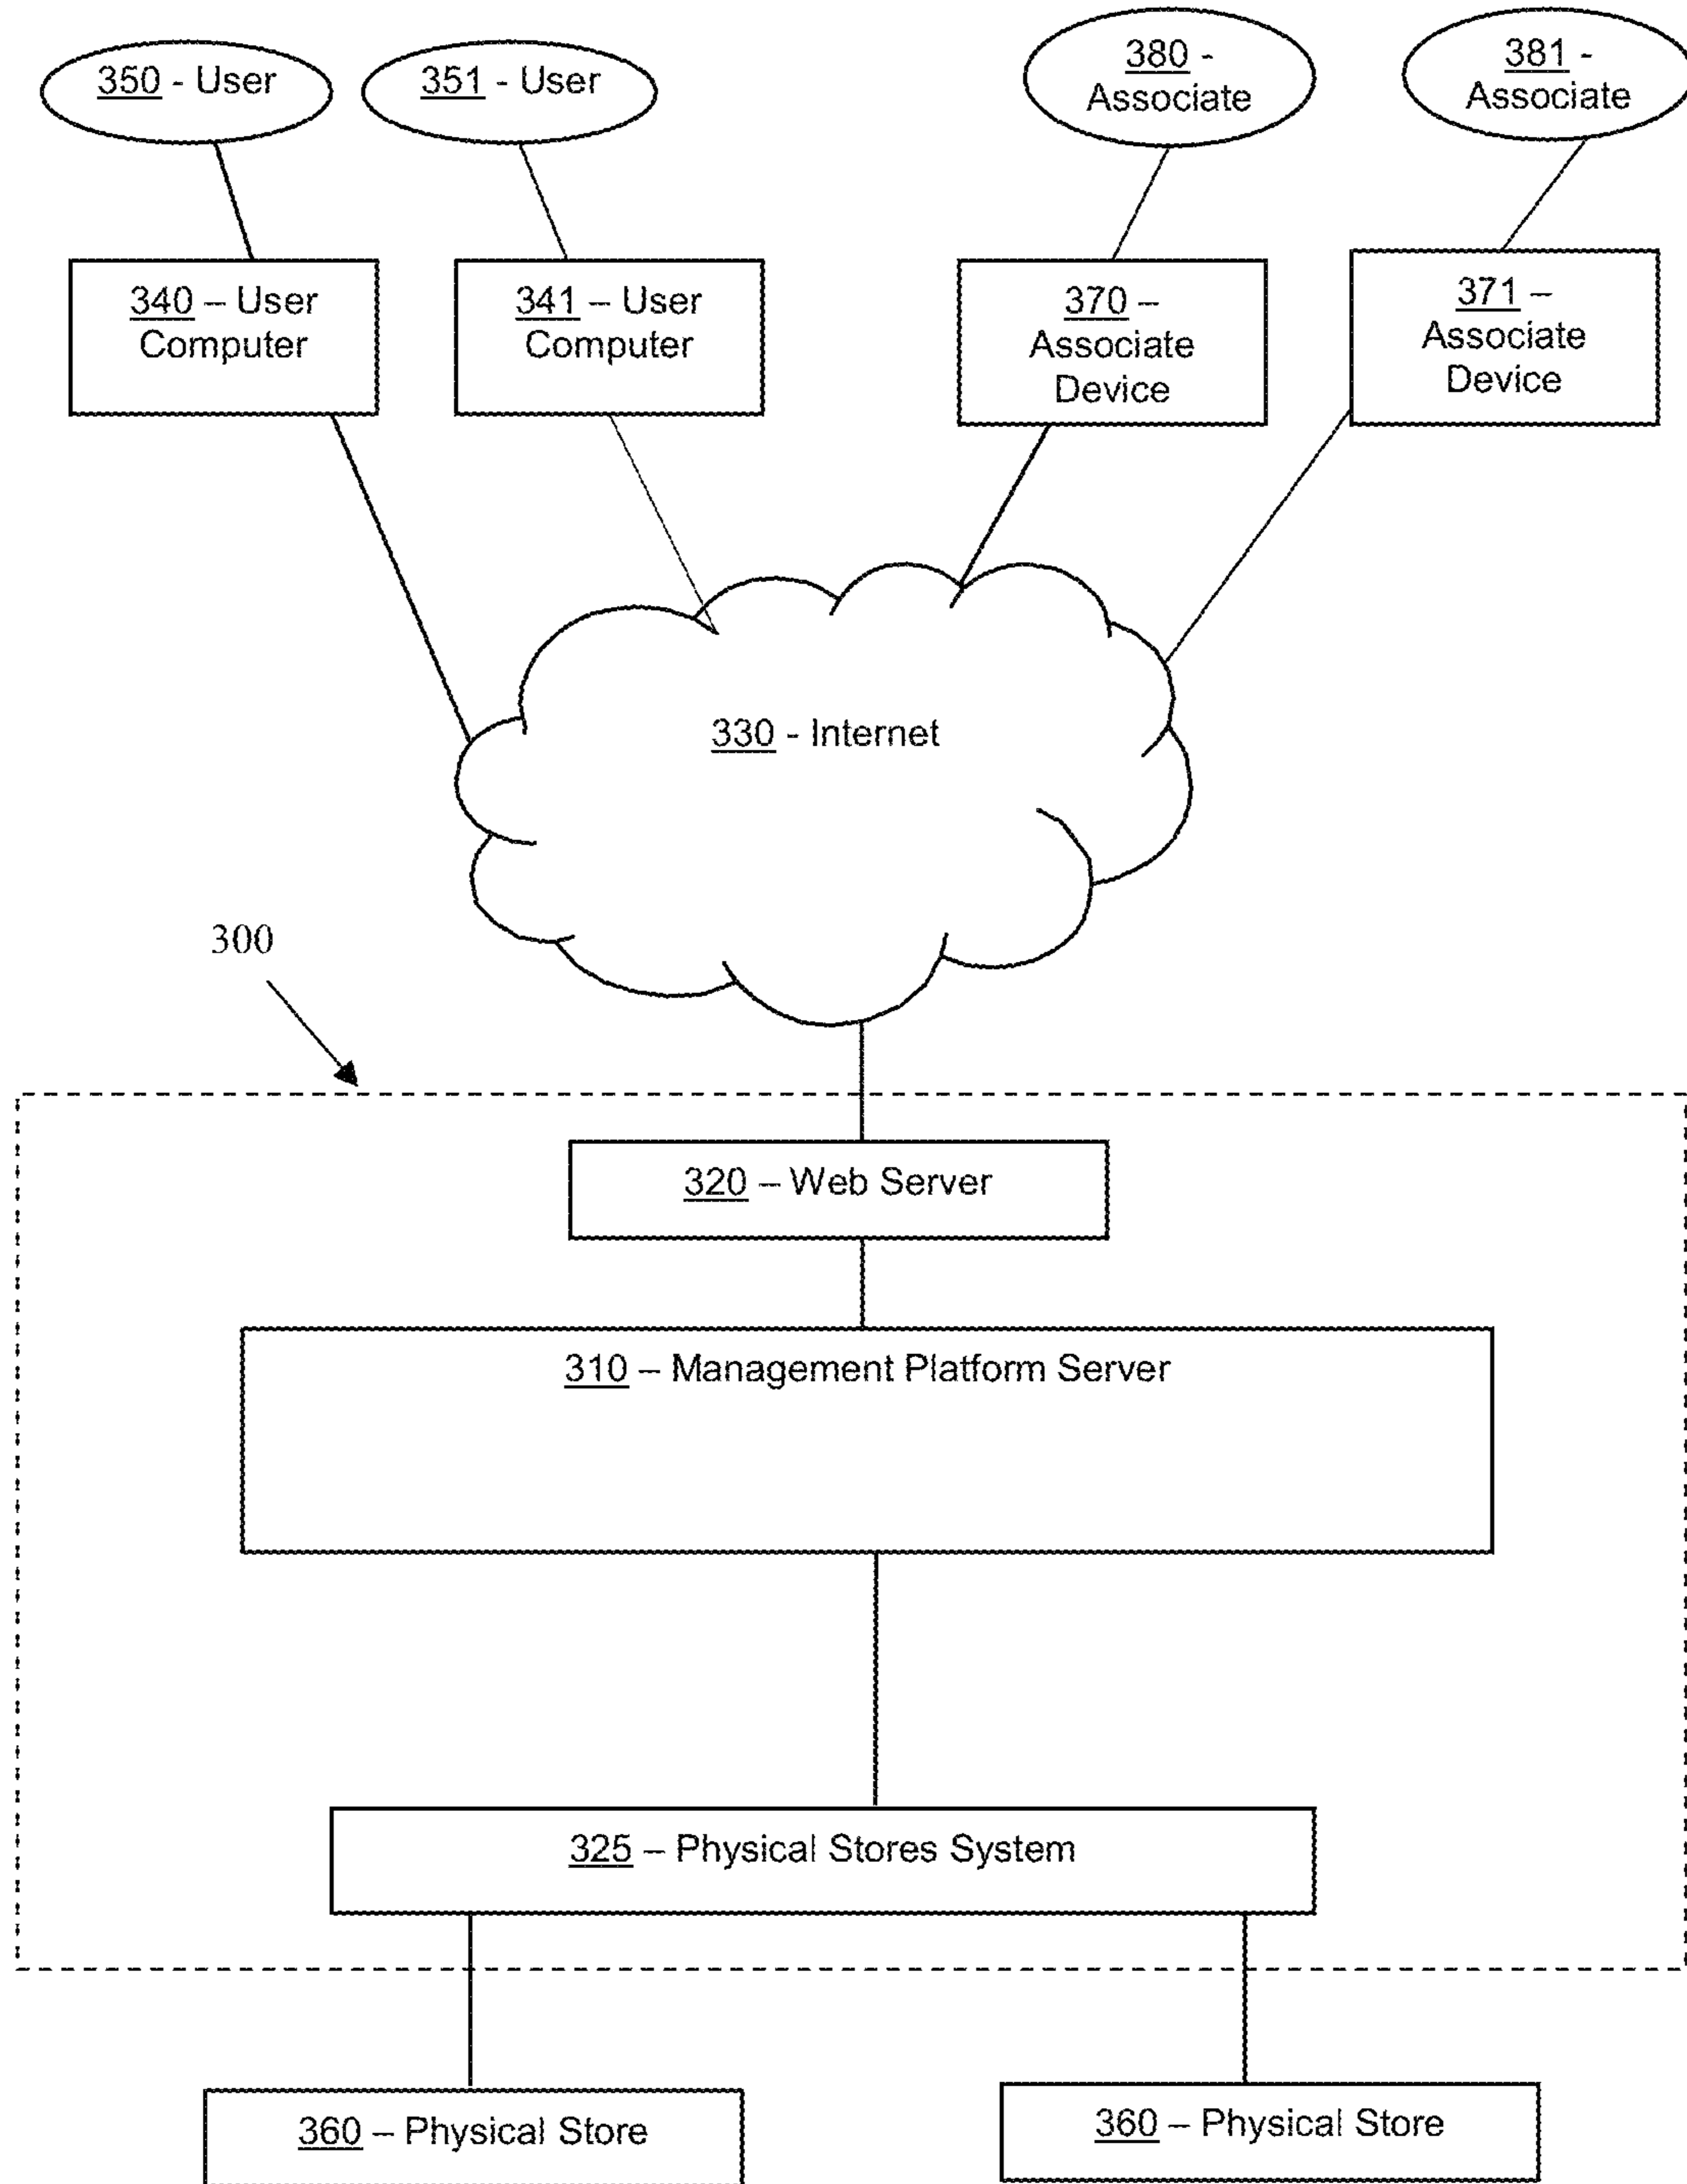 350 - User
351 - User
380 -
Associate
381 -
Associate
340 – User
Computer
341 – User
Computer
370 –
Associate
Device
371 –
Associate
Device
330 - Internet
300
320 – Web Server
310 – Management Platform Server
325 – Physical Stores System
360 – Physical Store
360 – Physical Store